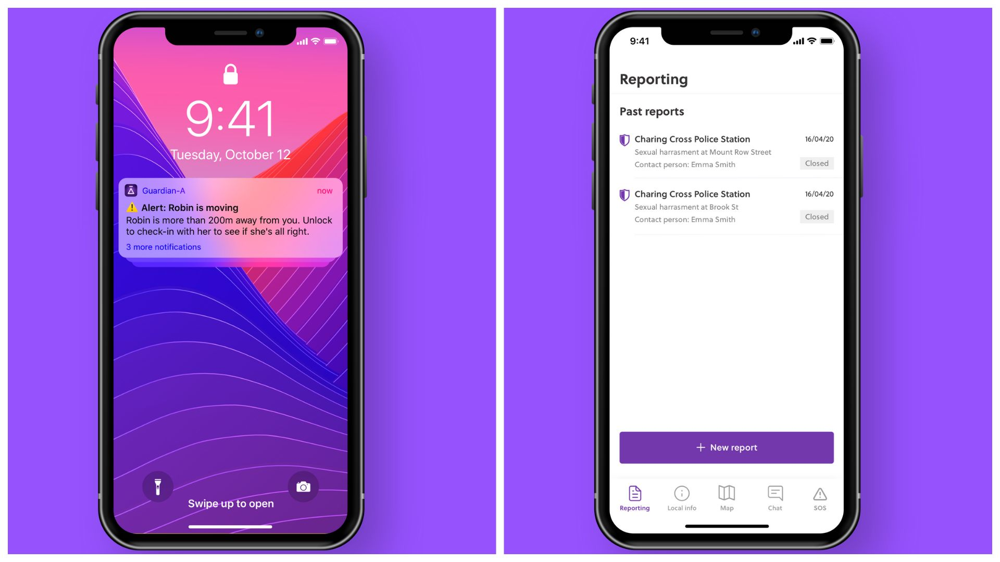 9:41
Tuesday, October 12
Guardian-A
now
Alert: Robin is moving
Robin is more than 200m away from you. Unlock
to check-in with her to see if she's all right.
3 more notifications
Swipe up to open
9:41
Reporting
Past reports
Charing Cross Police Station
16/04/20
Sexual harrasment at Mount Row Street
Contact person: Emma Smith
Closed
Charing Cross Police Station
16/04/20
Sexual harrasment at Brook St
Contact person: Emma Smith
Closed
+ New report
Reporting
Local info
Map
Chat
SOS